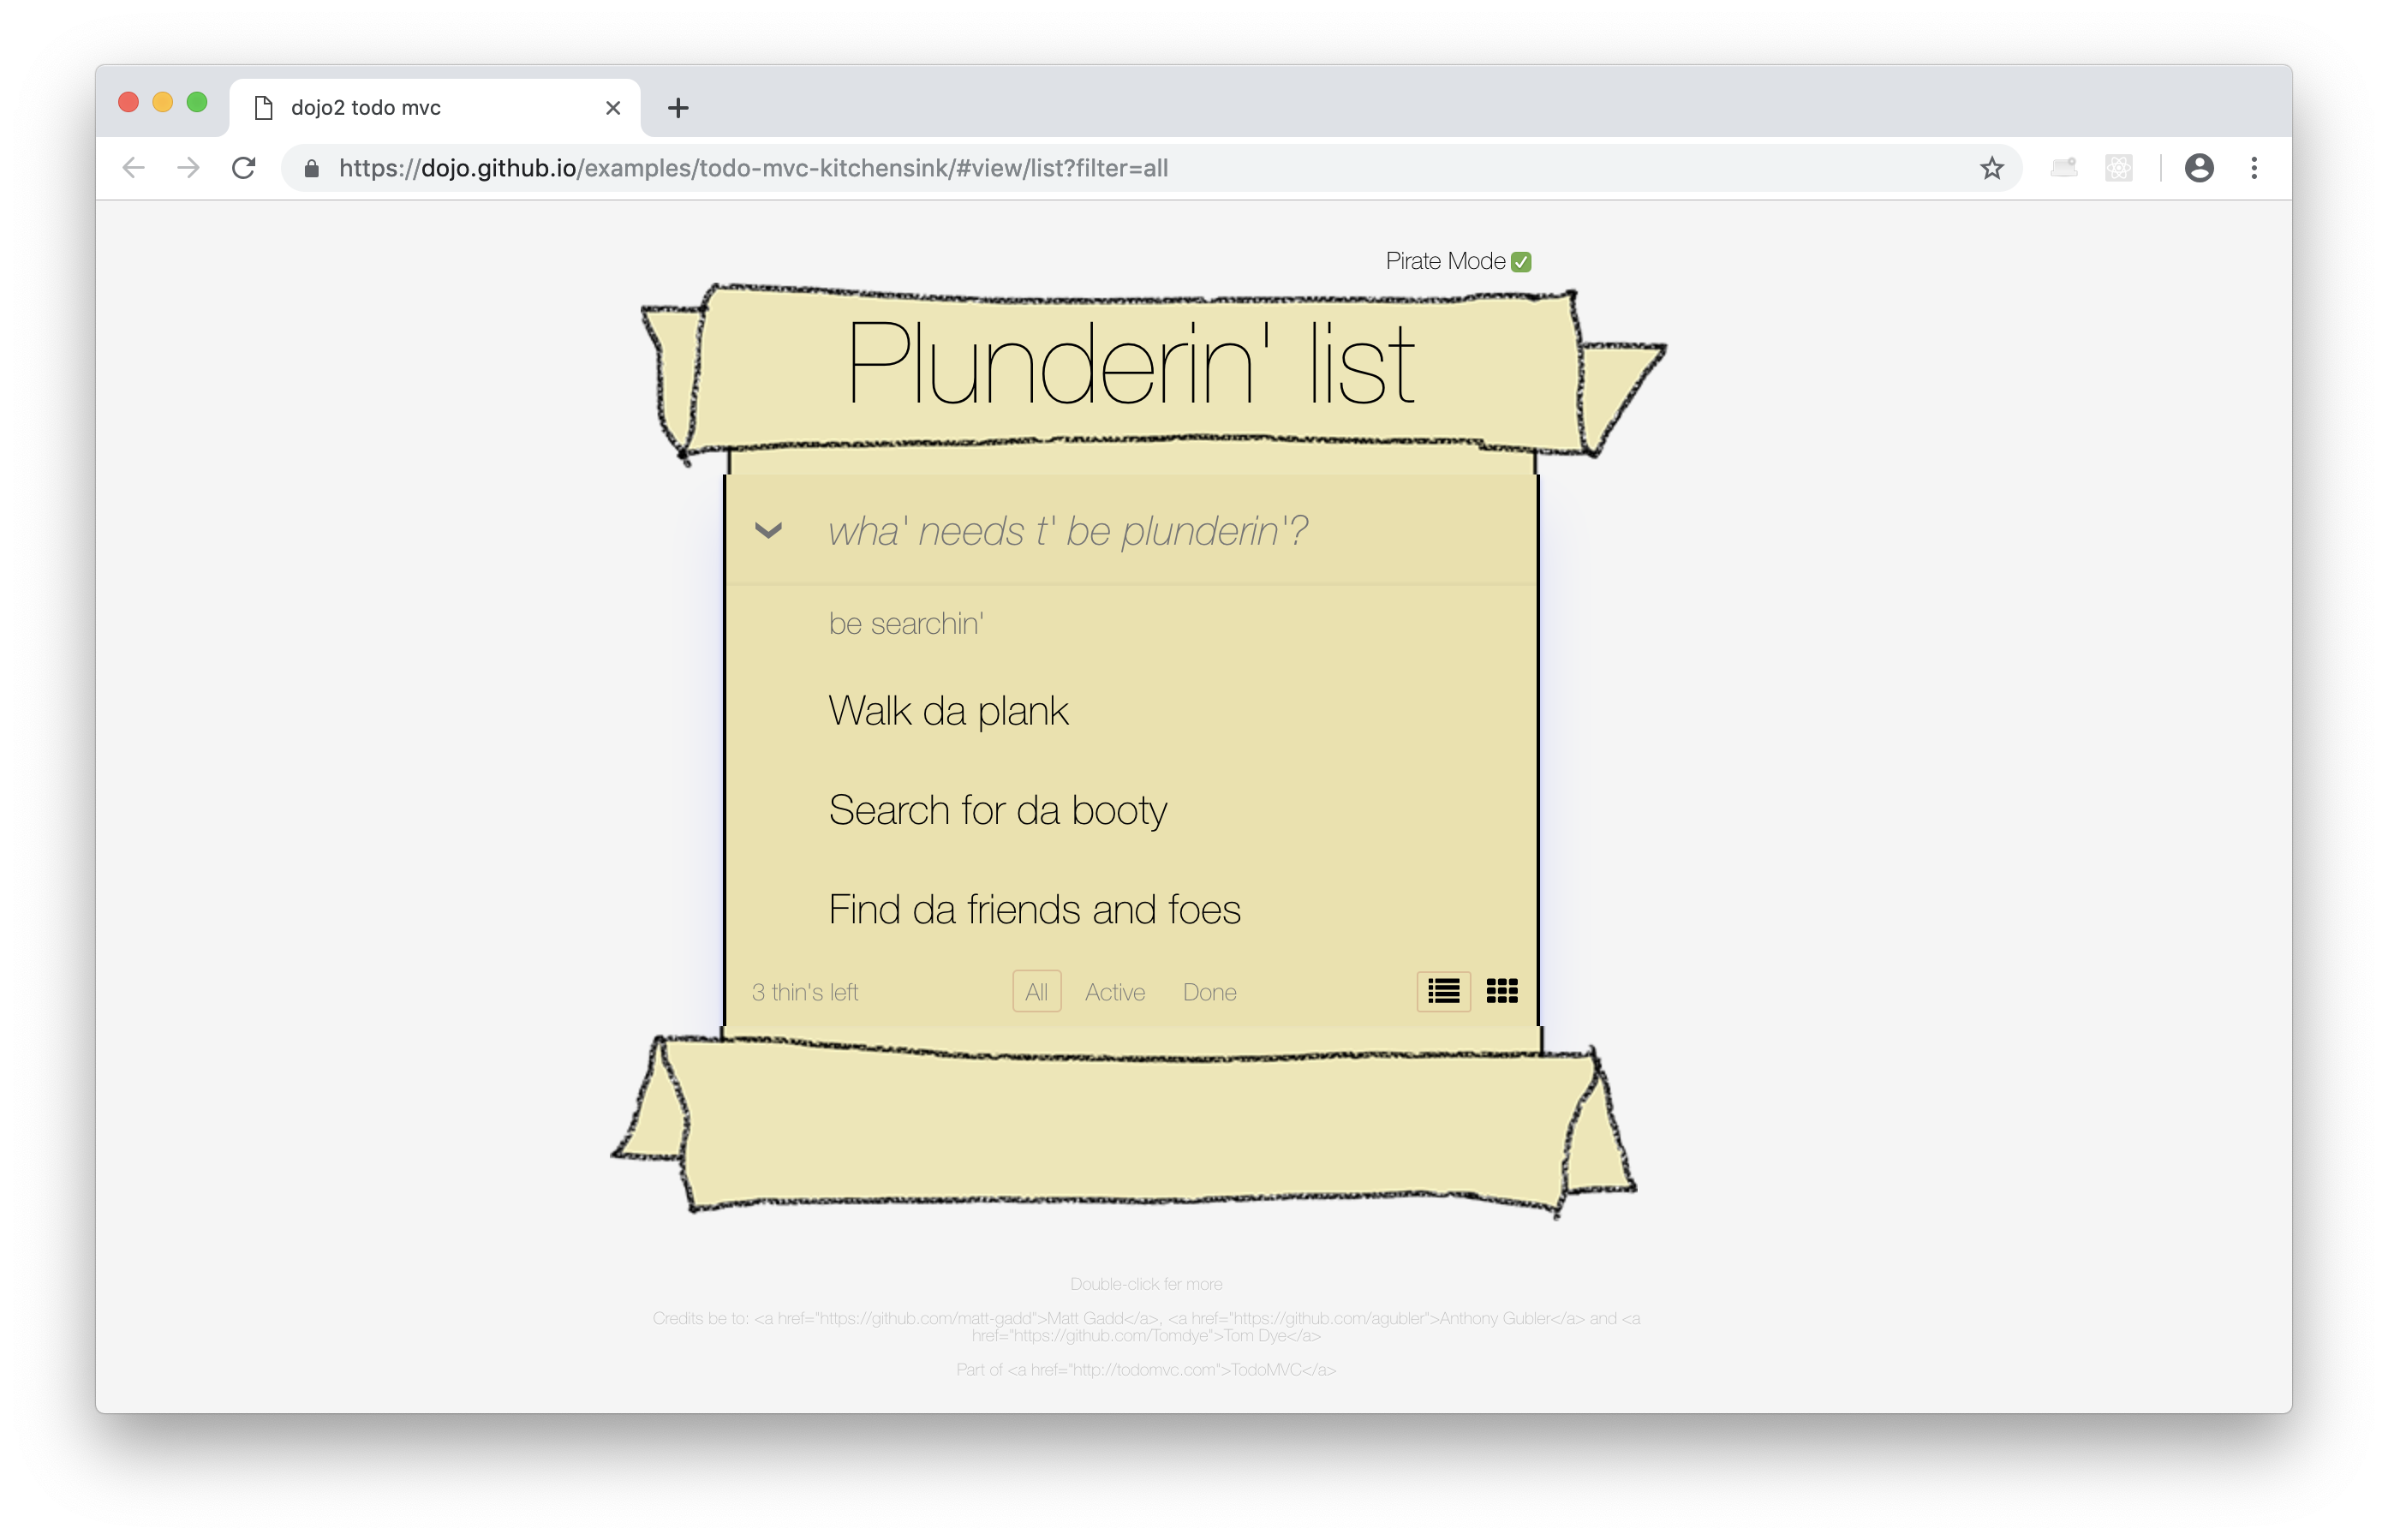 dojo2 todo mvc
https://dojo.github.io/examples/todo-mvc-kitchensink/#view/list?filter=all
Pirate Mode
Plunderin' list
wha' needs t' be plunderin'?
be searchin'
Walk da plank
Search for da booty
Find da friends and foes
3 thin's left All Active Done
Double-click fer more
Credits be to: <a href="https://github.com/matt-gadd">Matt Gadd</a>, <a href="https://github.com/agubler">Anthony Gubler</a> and <a
href="https://github.com/Tomdye">Tom Dye</a>
Part of <a href="http://todomvc.com">TodoMVC</a>